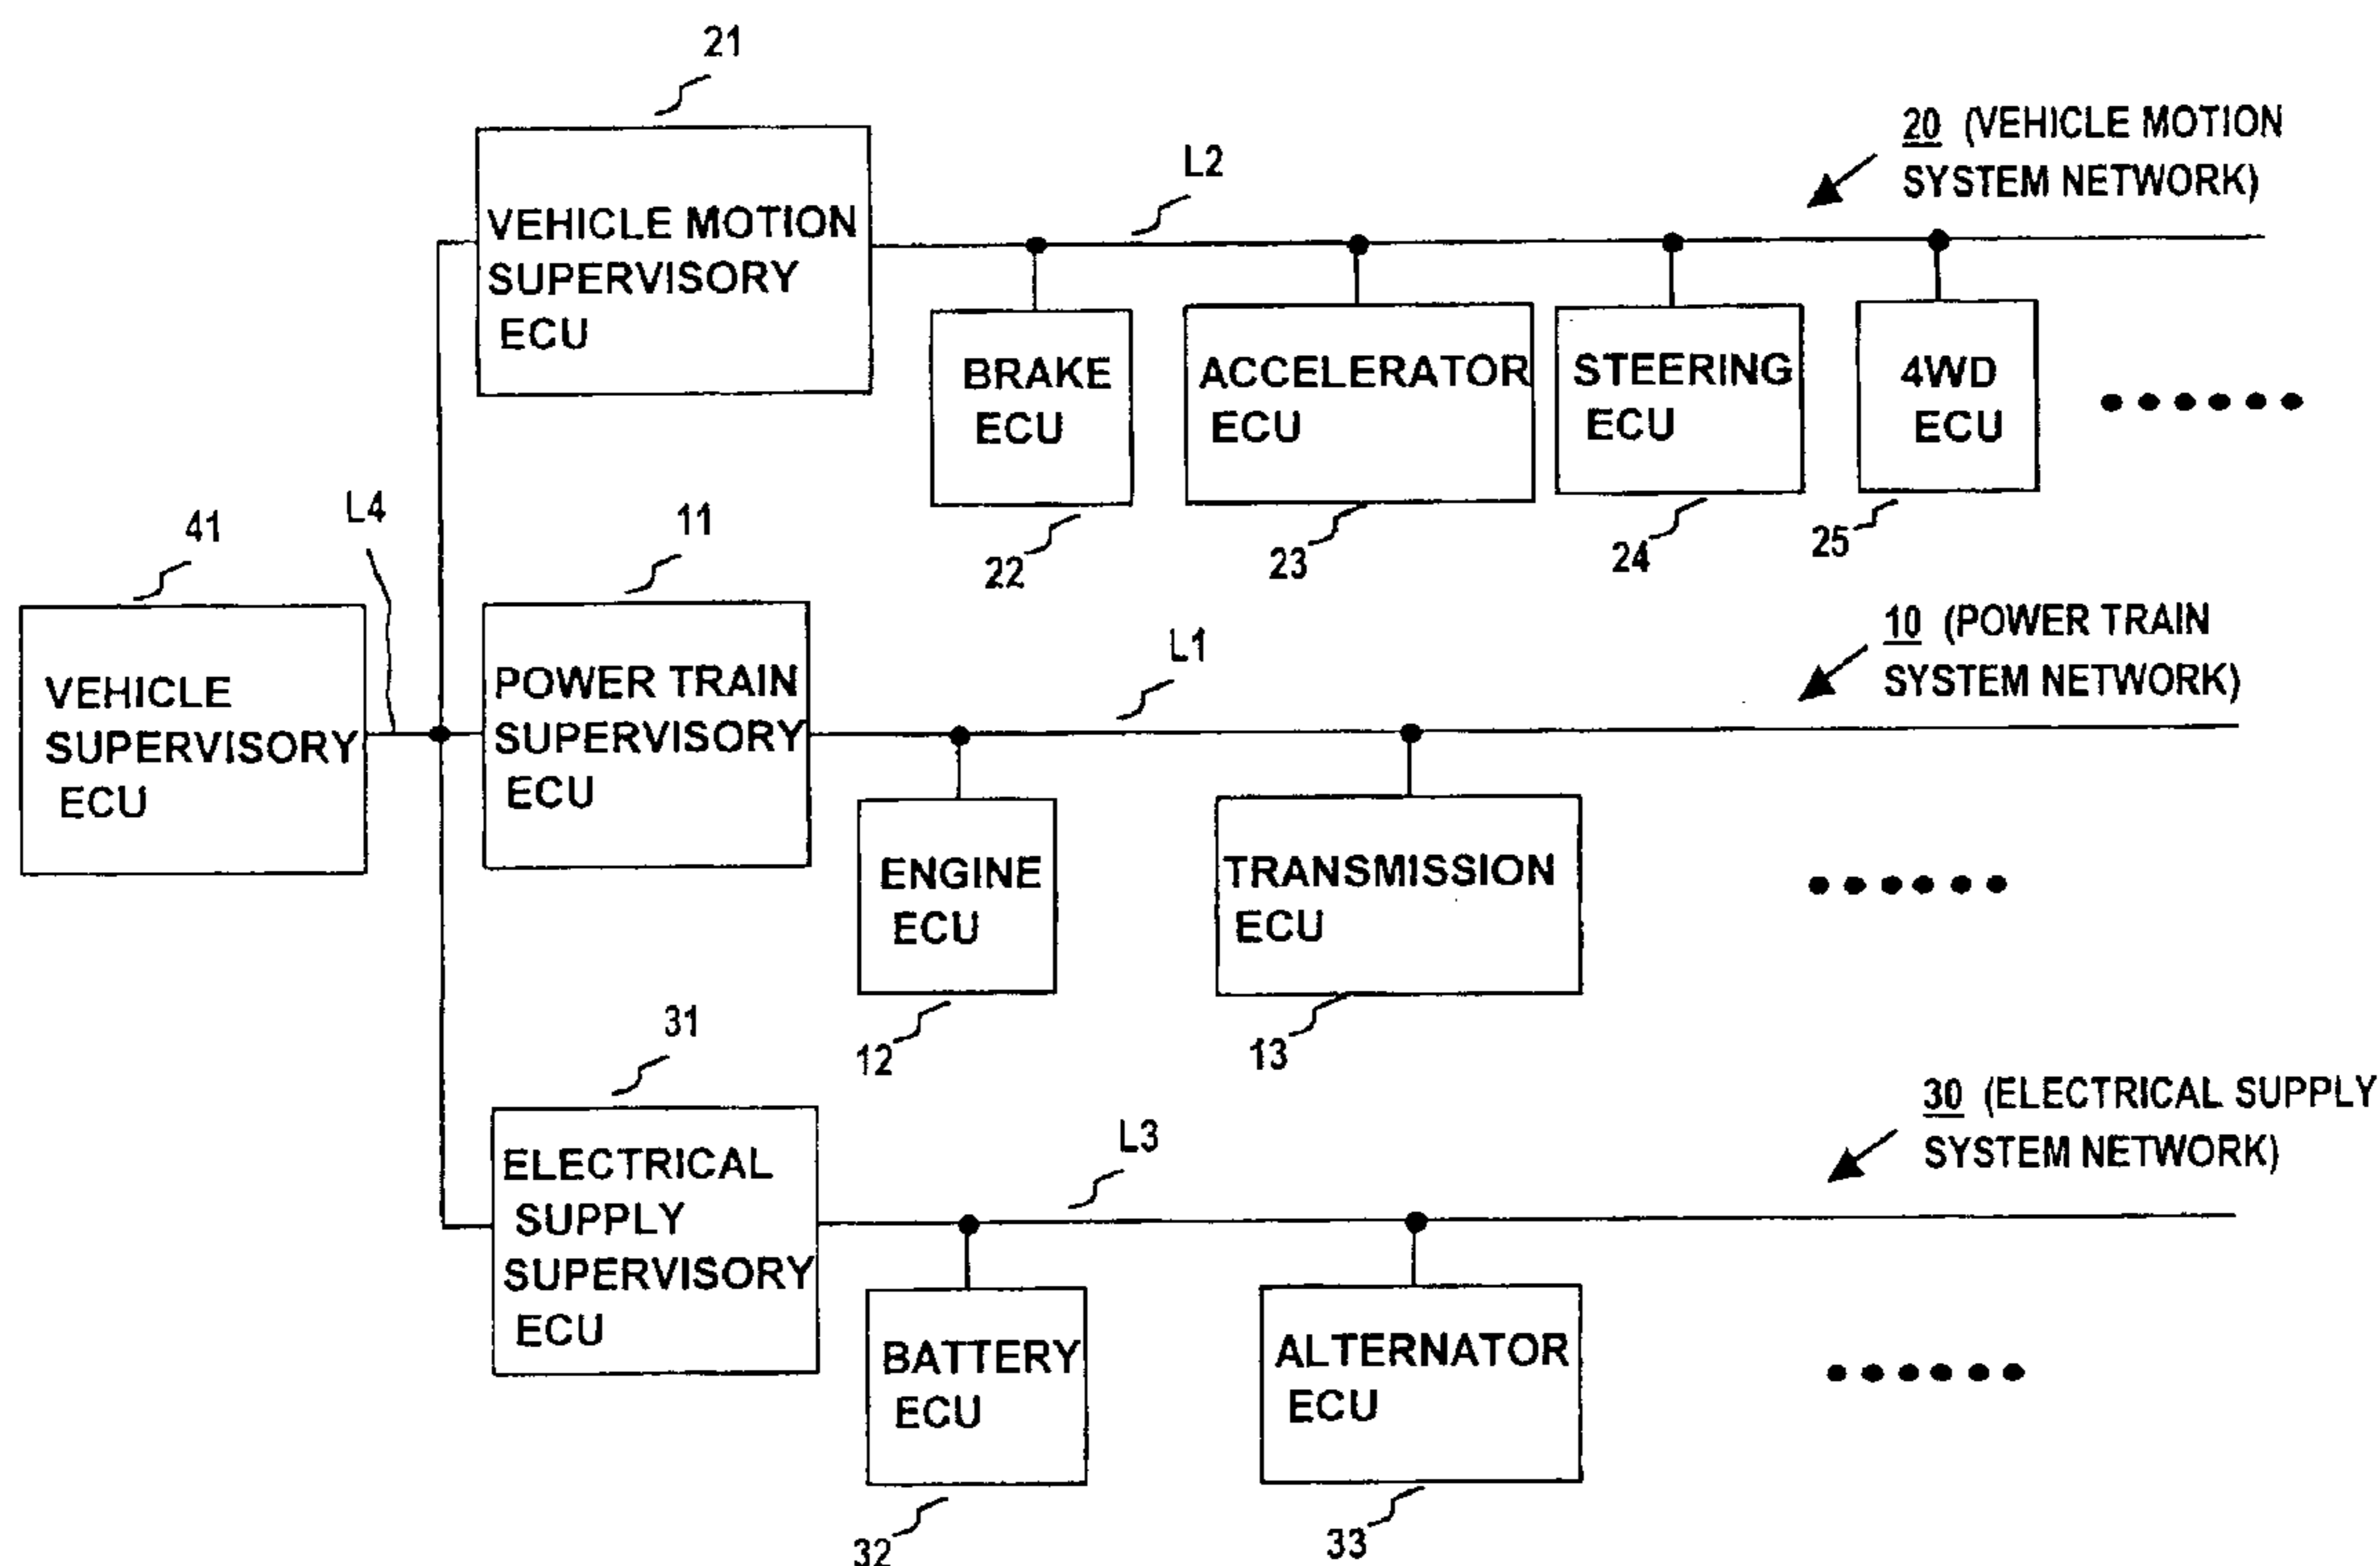 21
20 (VEHICLE MOTION
SYSTEM NETWORK)
L2
VEHICLE MOTION
SUPERVISORY
ECU
BRAKE
ECU
ACCELERATOR
ECU
STEERING
ECU
4WD
ECU
22
23
24
25
41
L4
11
10 (POWER TRAIN
SYSTEM NETWORK)
L1
VEHICLE
SUPERVISORY
ECU
POWER TRAIN
SUPERVISORY
ECU
ENGINE
ECU
TRANSMISSION
ECU
12
13
31
30 (ELECTRICAL SUPPLY
SYSTEM NETWORK)
L3
ELECTRICAL
SUPPLY
SUPERVISORY
ECU
BATTERY
ECU
ALTERNATOR
ECU
32
33